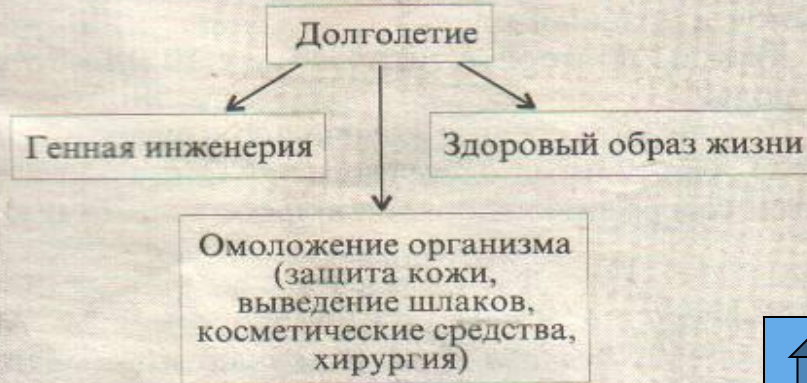 Долголетие
Генная инженерия
Здоровый образ жизни
Омоложение организма
(защита кожи,
выведение шлаков,
косметические средства,
хирургия)